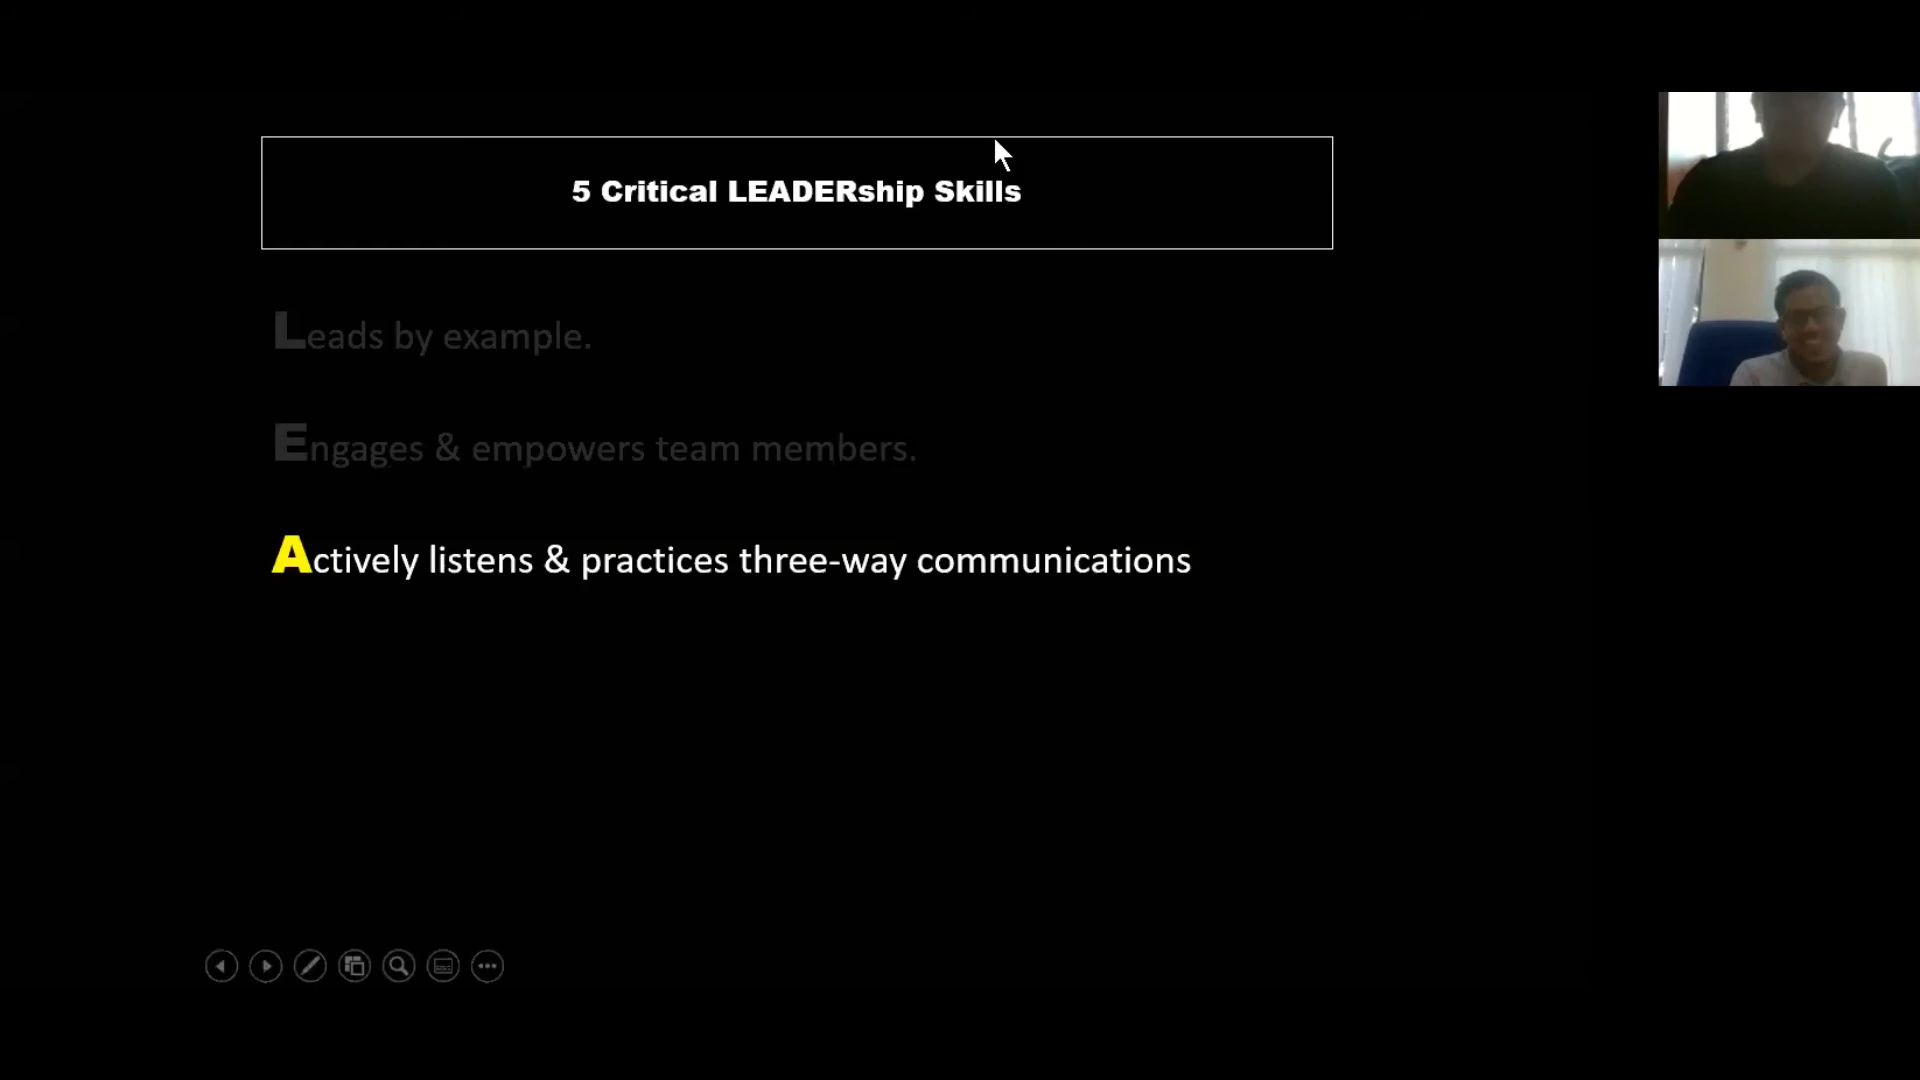 5 Critical LEADERship Skills
Leads by example.
Engages & empowers team members.
Actively listens & practices three-way communications